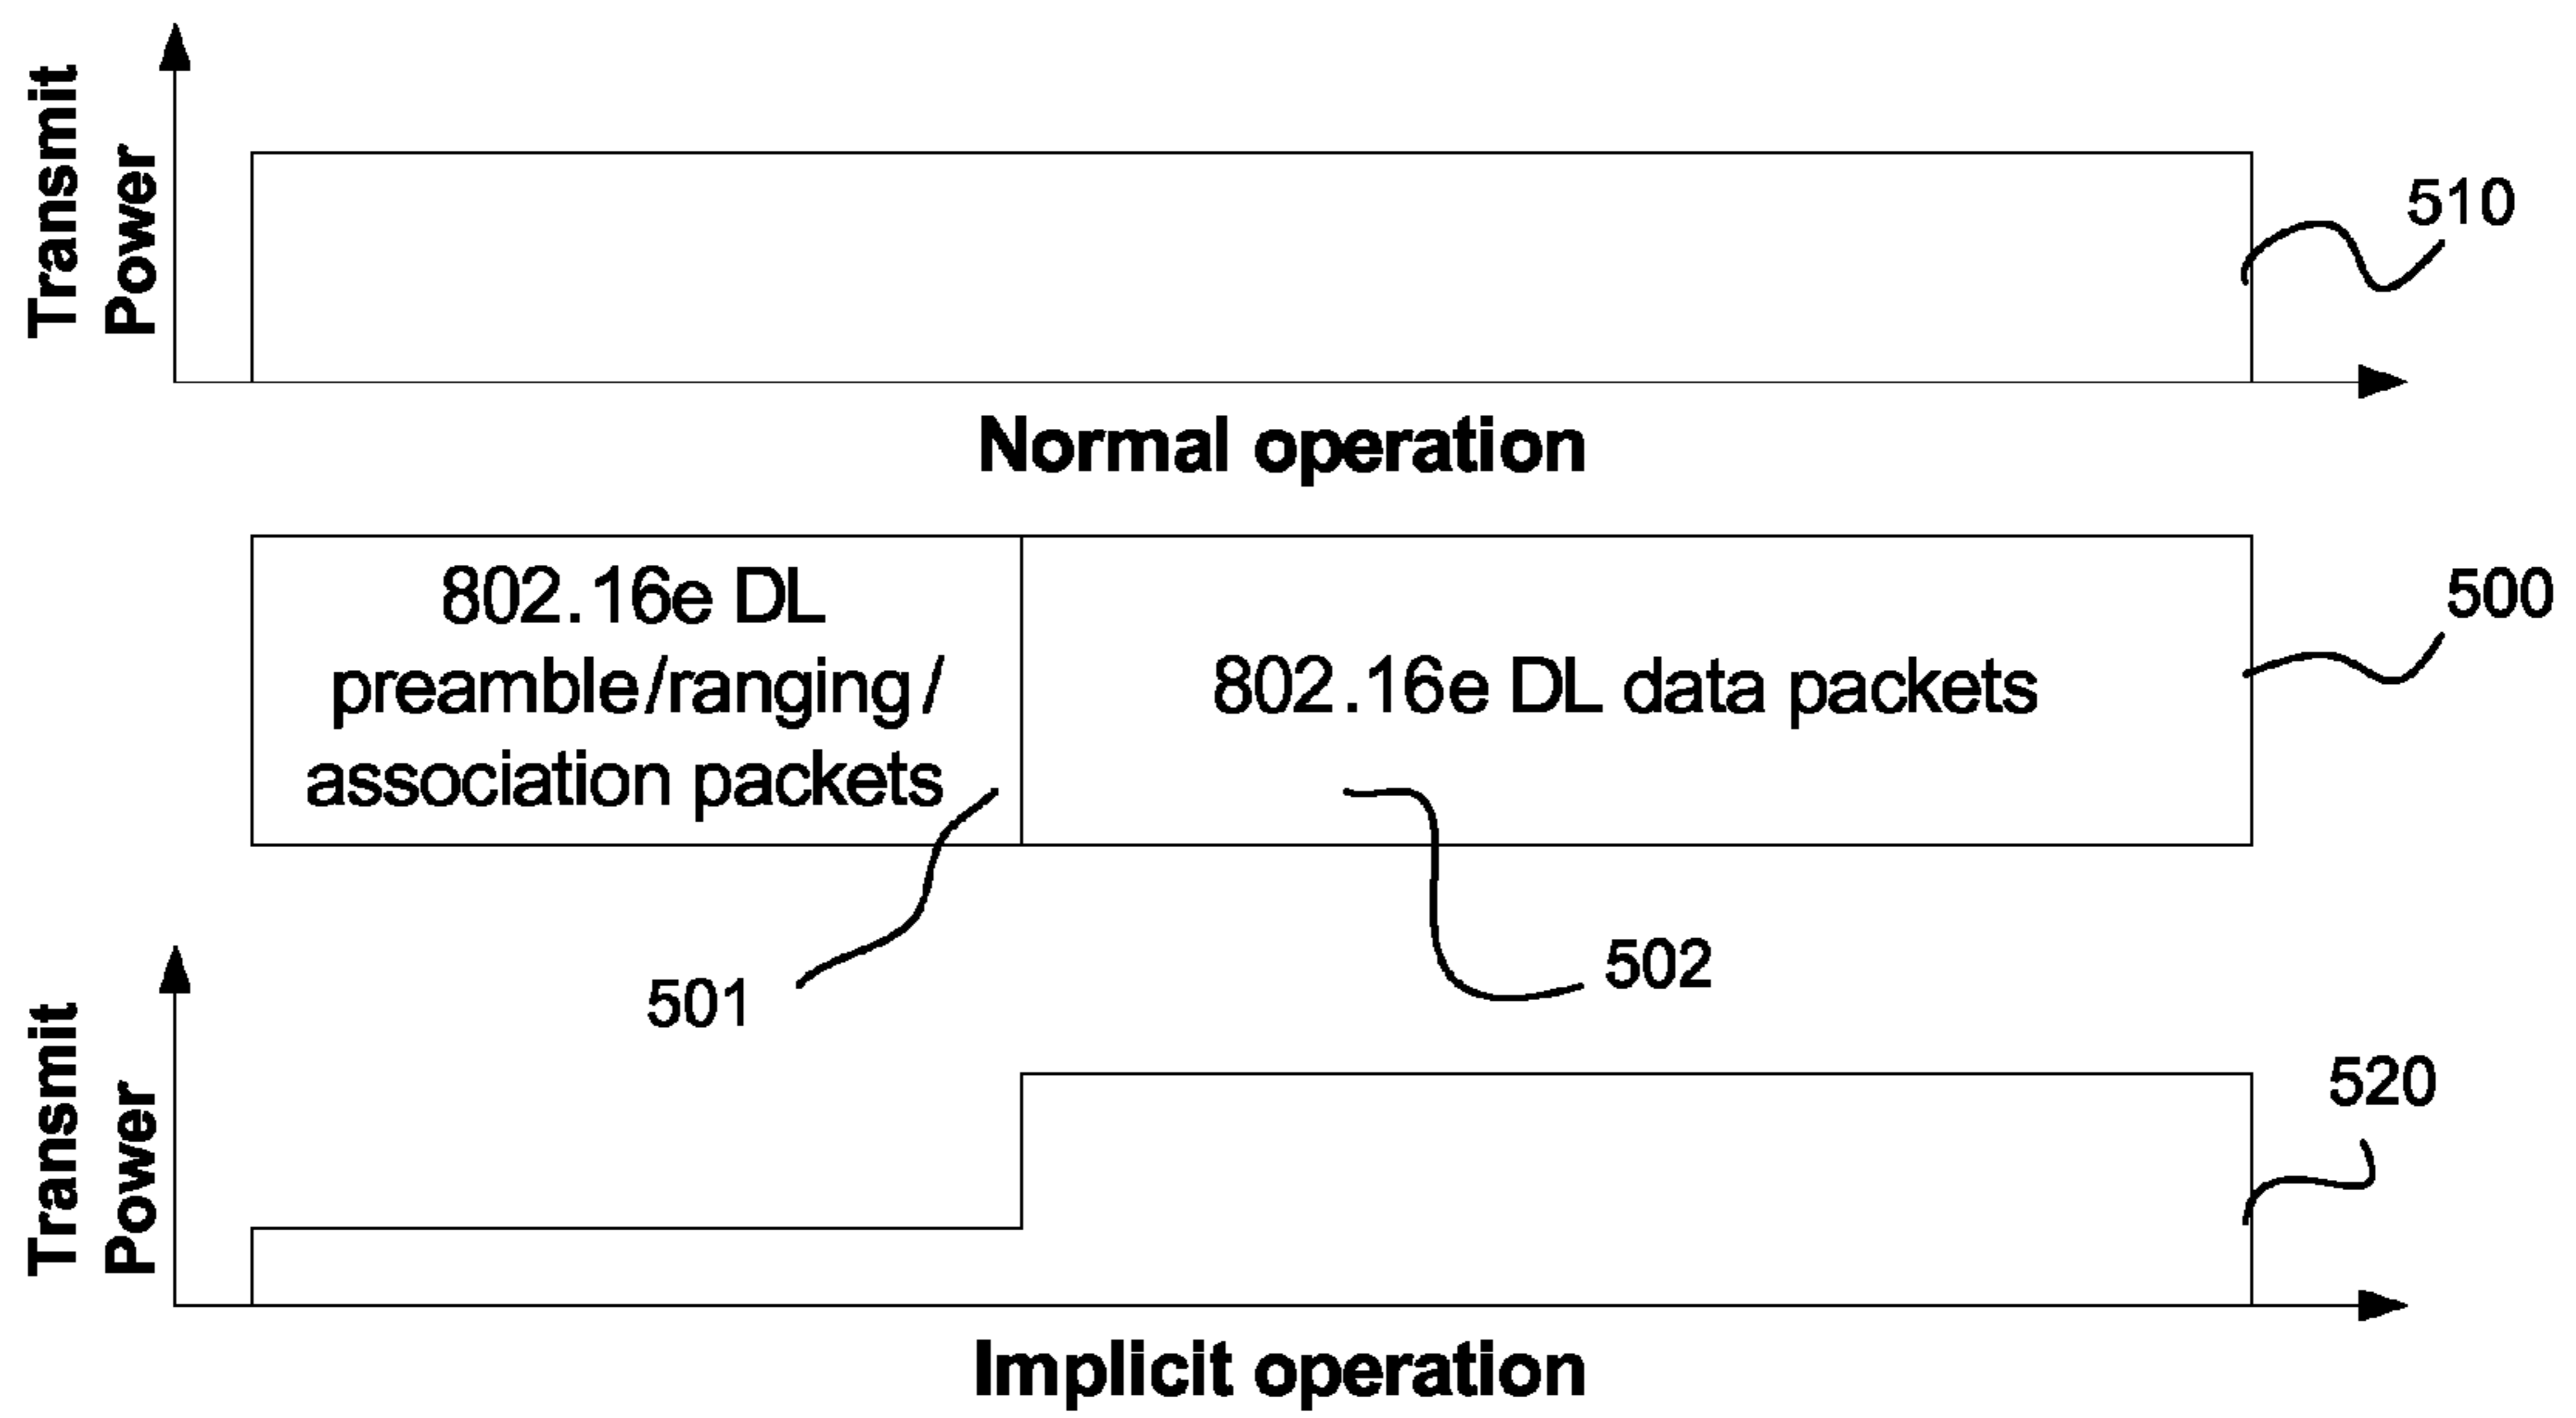 Transmit
Power
510
Normal operation
802.16e DL
preamble/ranging/
association packets
802.16e DL data packets
500
501
502
Transmit
Power
520
Implicit operation